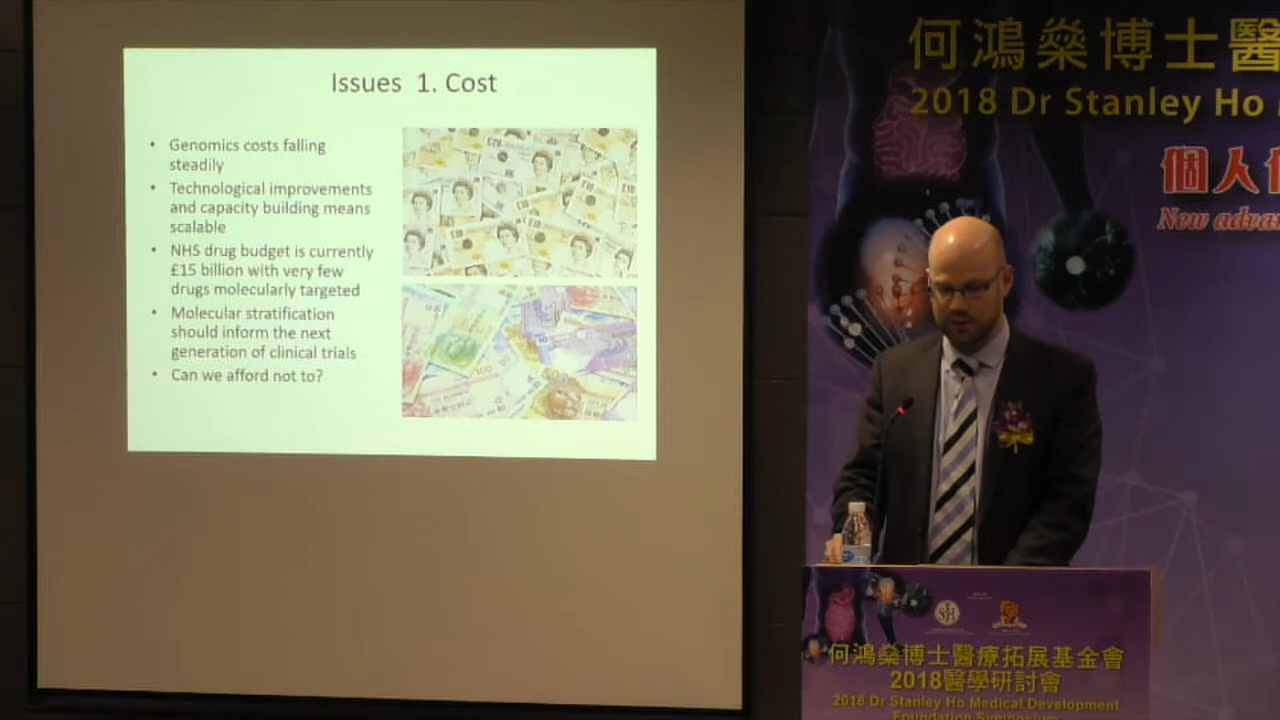 Issues 1. Cost
• Genomics costs falling
steadily
• Technological improvements
and capacity building means
scalable
• NHS drug budget is currently
£15 billion with very few
drugs molecularly targeted
• Molecular stratification
should inform the next
generation of clinical trials
• Can we afford not to?
何鴻燊博士醫
2018 Dr Stanley Ho
個人
New
何鴻燊博士醫療拓展基金會
2018醫學研討會
2018 Dr Stanley Ho Medical Development
Foundation Symposium